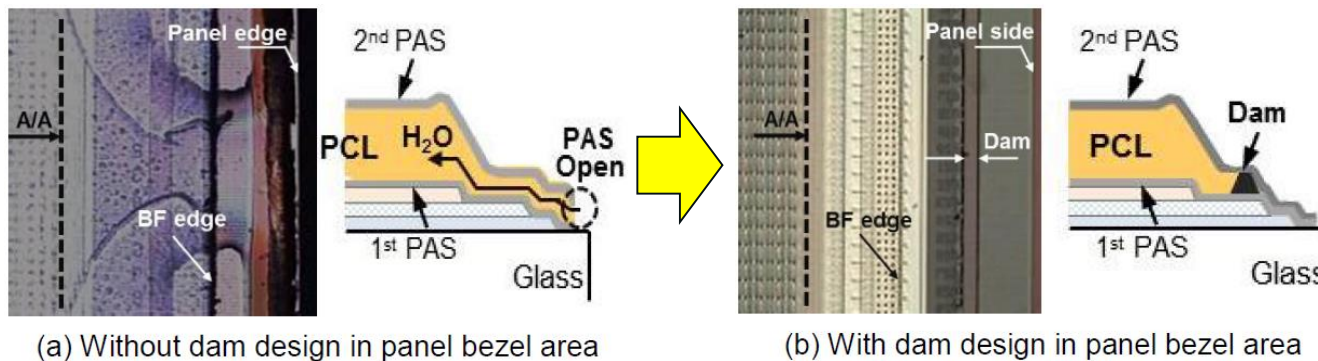 Panel edge
A/A
BF edge
2nd PAS
PCL
H2O
PAS
Open
1st PAS
Glass
(a) Without dam design in panel bezel area
Panel side
A/A
Dam
BF edge
2nd PAS
Dam
PCL
1st PAS
Glass
(b) With dam design in panel bezel area